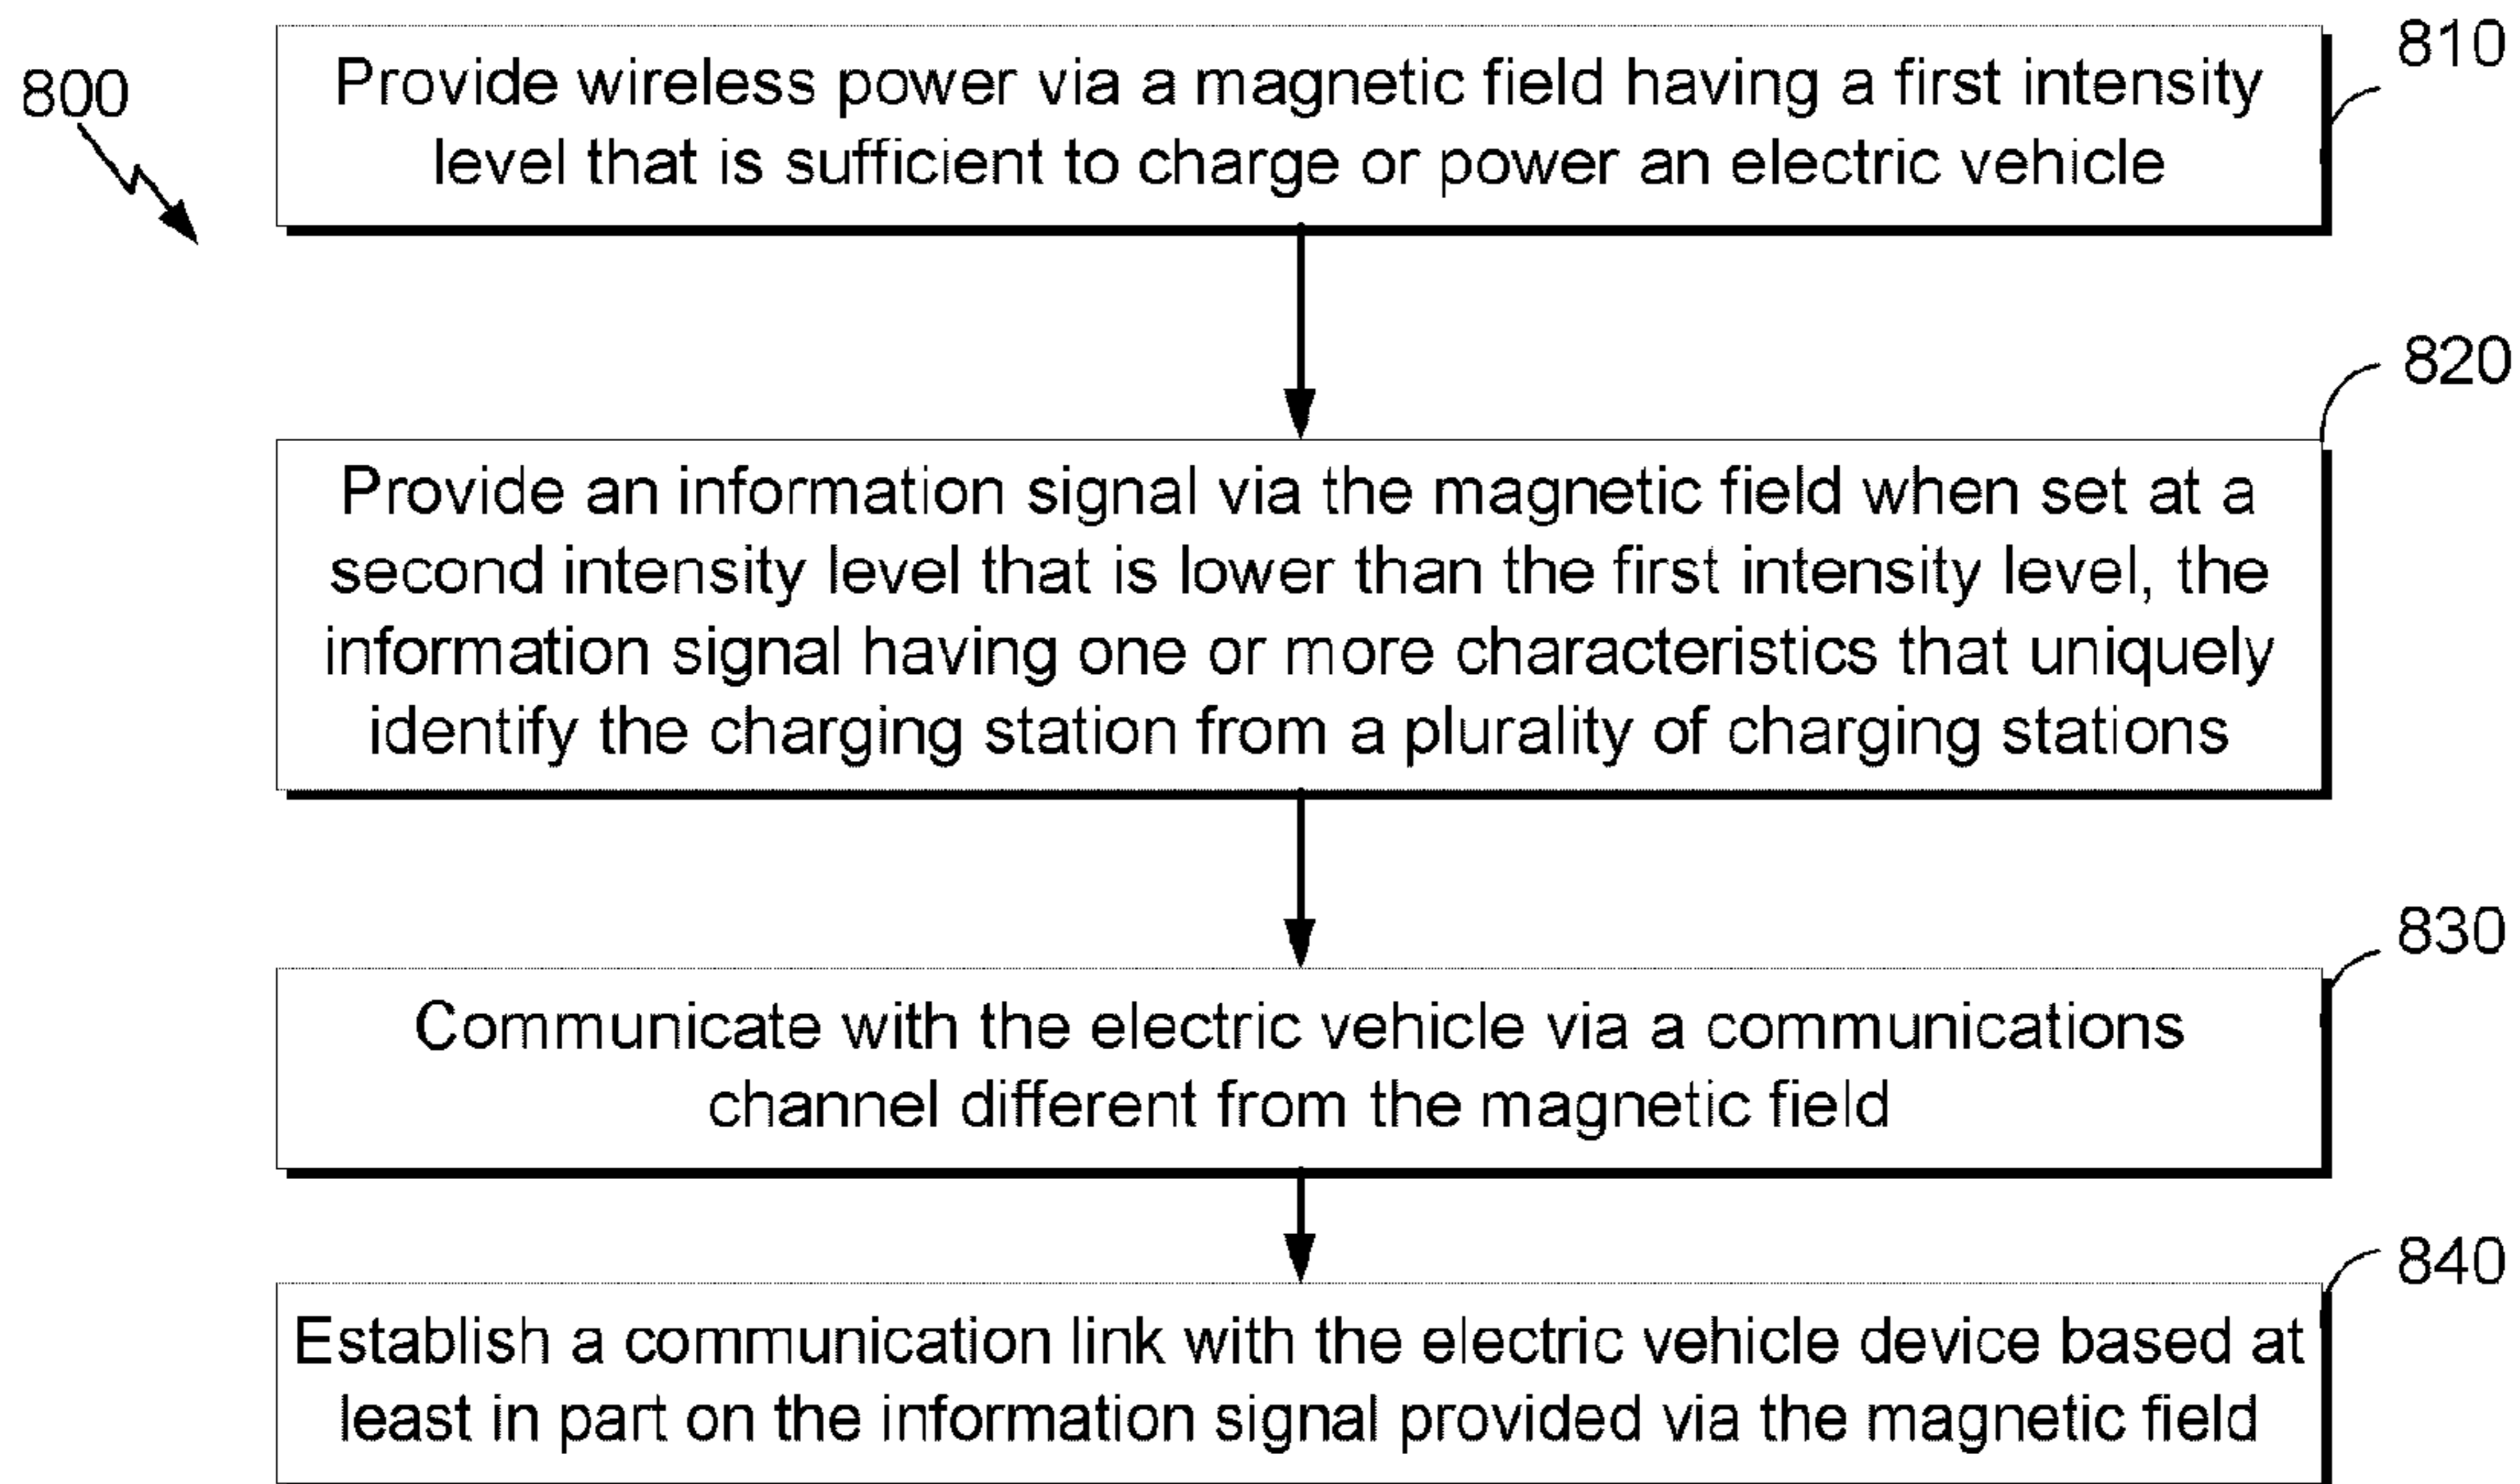 800
810
Provide wireless power via a magnetic field having a first intensity
level that is sufficient to charge or power an electric vehicle
820
Provide an information signal via the magnetic field when set at a
second intensity level that is lower than the first intensity level, the
information signal having one or more characteristics that uniquely
identify the charging station from a plurality of charging stations
830
Communicate with the electric vehicle via a communications
channel different from the magnetic field
840
Establish a communication link with the electric vehicle device based at
least in part on the information signal provided via the magnetic field